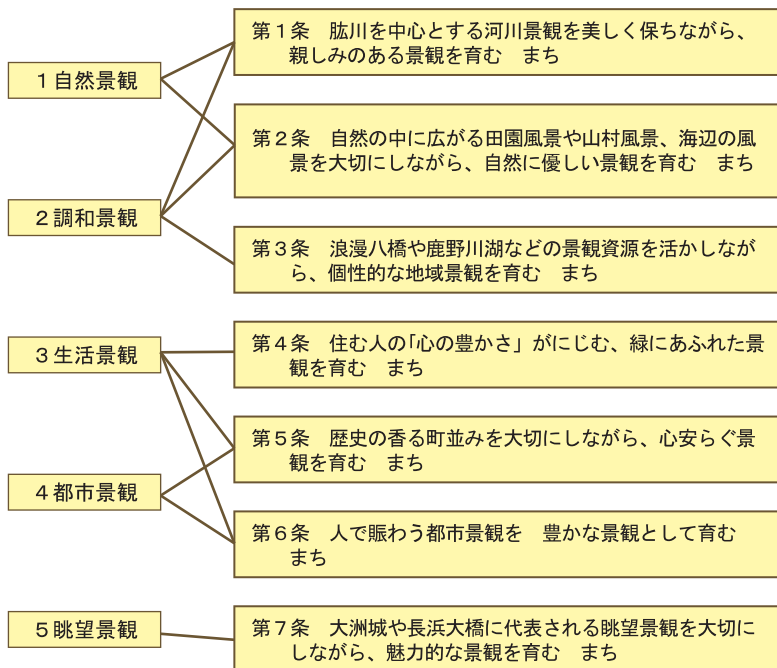 1自然景観
2調和景観
3生活景観
4都市景観
5眺望景観
第1条　肱川を中心とする河川景観を美しく保ちながら、
親しみのある景観を育む　まち
第2条　自然の中に広がる田園風景や山村風景、海辺の風
景を大切にしながら、自然に優しい景観を育む　まち
第3条　浪漫八橋や鹿野川湖などの景観資源を活かしなが
ら、個性的な地域景観を育む　まち
第4条　住む人の「心の豊かさ」がにじむ、緑にあふれた景
観を育む　まち
第5条　歴史の香る町並みを大切にしながら、心安らぐ景
観を育む　まち
第6条　人で賑わう都市景観を　豊かな景観として育む
まち
第7条　大洲城や長浜大橋に代表される眺望景観を大切に
しながら、魅力的な景観を育む　まち